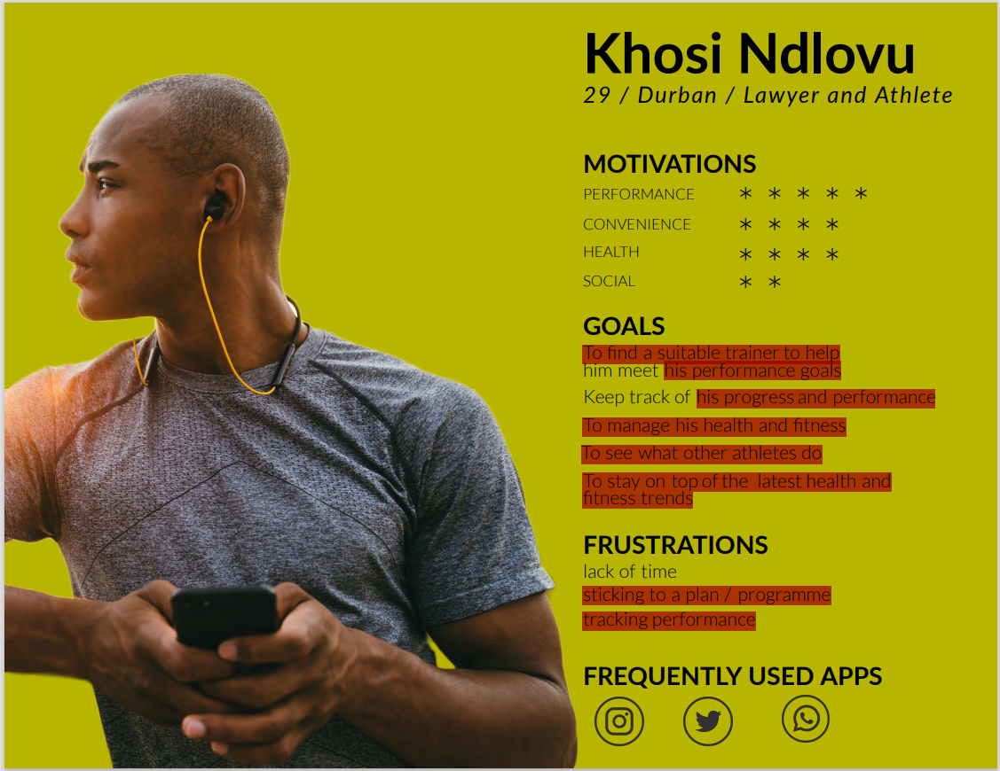 Khosi Ndlovu
29 / Durban / Lawyer and Athlete
MOTIVATIONS
PERFORMANCE * * * * *
CONVENIENCE * * * *
HEALTH * * * *
SOCIAL * *
GOALS
To find a suitable trainer to help
him meet his performance goals
Keep track of his progress and performance
To manage his health and fitness
To see what other athletes do
To stay on top of the latest health and
fitness trends
FRUSTRATIONS
lack of time
sticking to a plan / programme
tracking performance
FREQUENTLY USED APPS